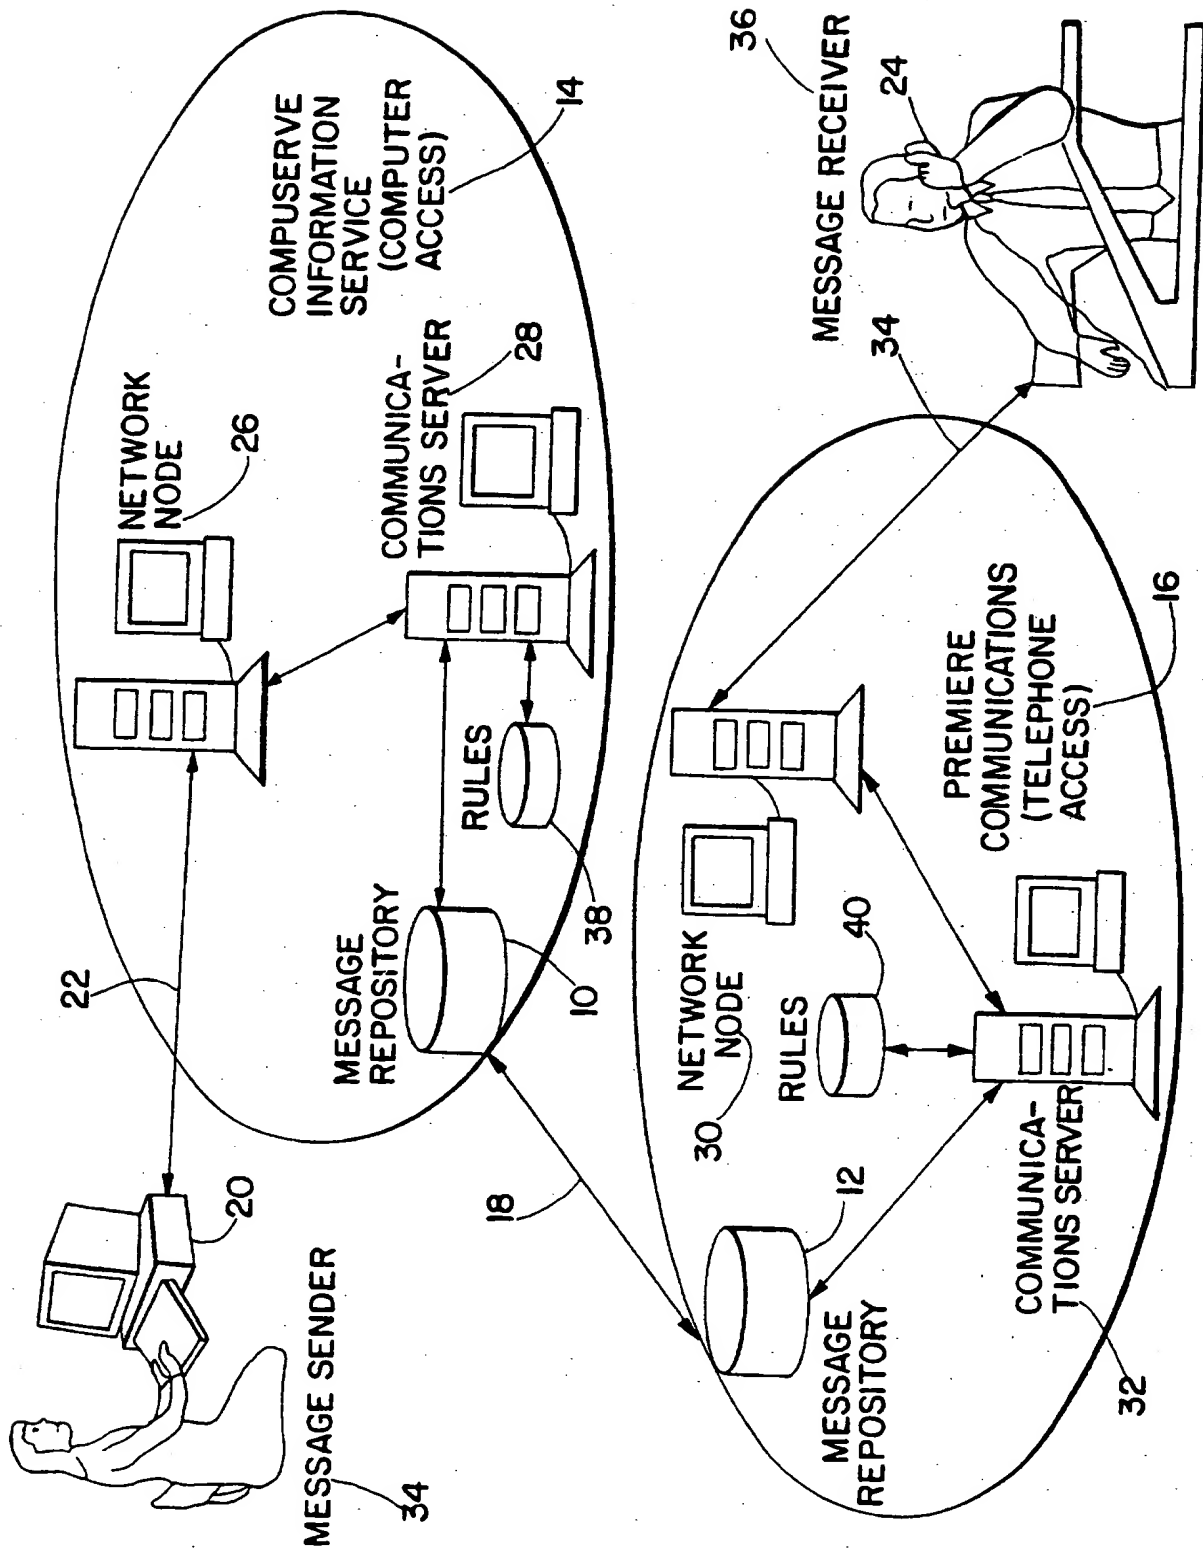 MESSAGE SENDER
34
20
22
NETWORK
NODE
26
COMPUSERVE
INFORMATION
SERVICE
(COMPUTER
ACCESS)
14
COMMUNICA-
TIONS SERVER
28
MESSAGE
REPOSITORY
10
RULES
38
18
MESSAGE
REPOSITORY
12
NETWORK
NODE
30
RULES
40
COMMUNICA-
TIONS SERVER
32
PREMIERE
COMMUNICATIONS
(TELEPHONE
ACCESS)
16
34
MESSAGE RECEIVER
36
24